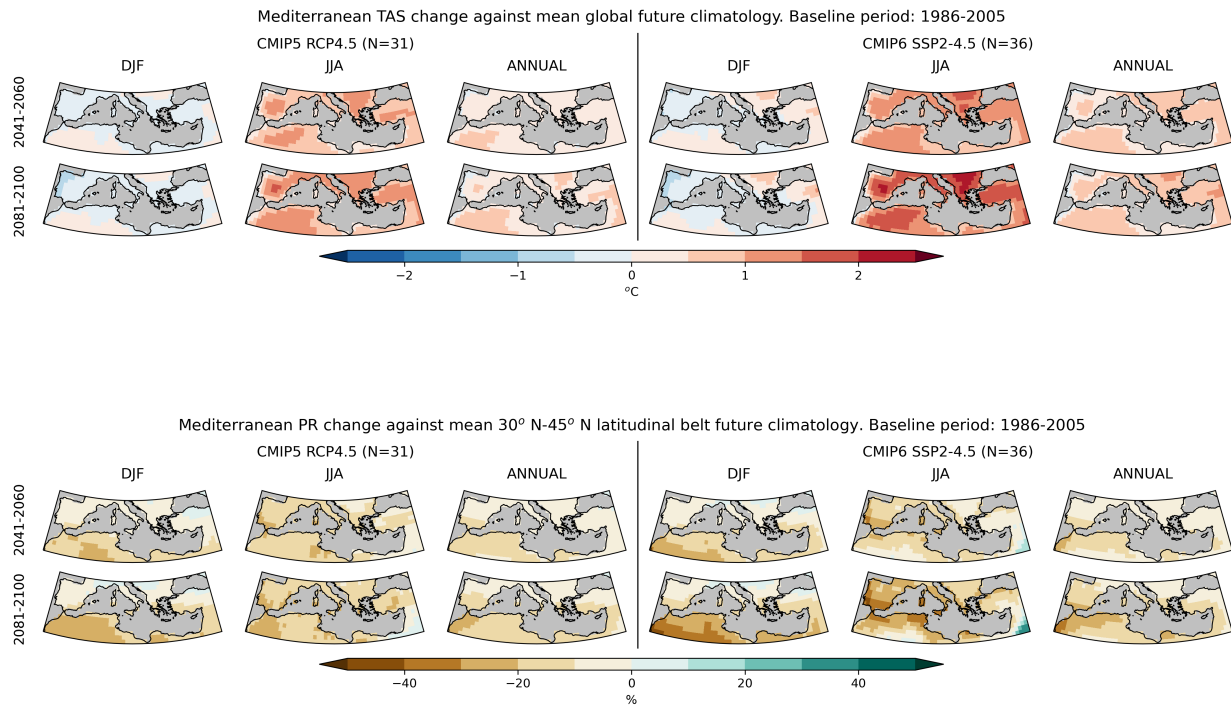 Mediterranean TAS change against mean global future climatology. Baseline period: 1986-2005
CMIP5 RCP4.5 (N=31)
CMIP6 SSP2-4.5 (N=36)
DJF
JJA
ANNUAL
DJF
JJA
ANNUAL
2041-2060
2081-2100
−2
−1
0
1
2
°C
Mediterranean PR change against mean 30° N-45° N latitudinal belt future climatology. Baseline period: 1986-2005
CMIP5 RCP4.5 (N=31)
CMIP6 SSP2-4.5 (N=36)
DJF
JJA
ANNUAL
DJF
JJA
ANNUAL
2041-2060
2081-2100
−40
−20
0
20
40
%